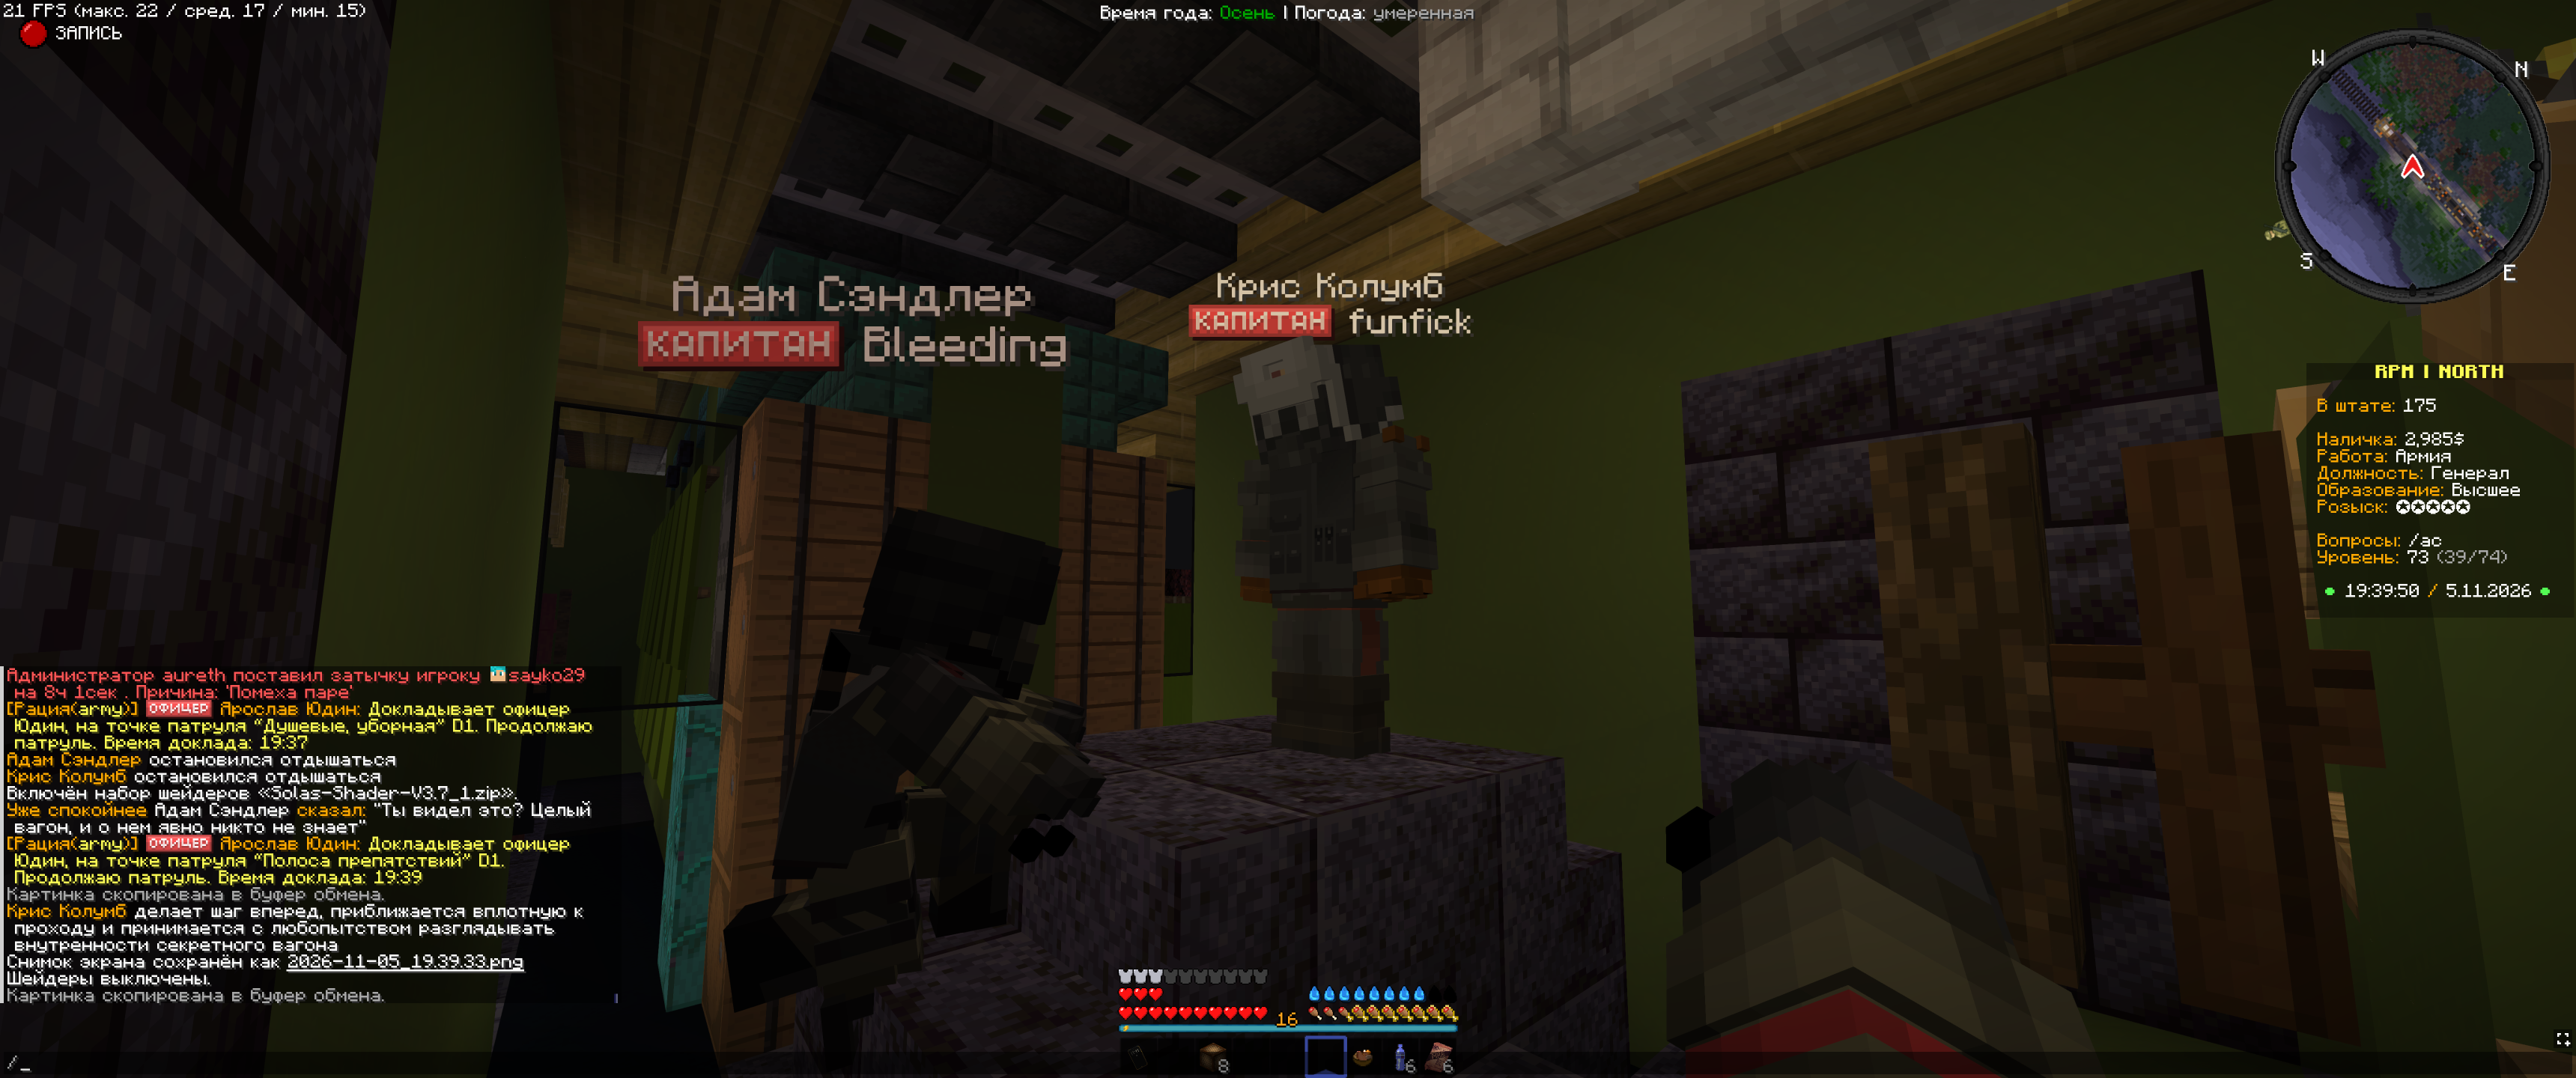 21 FPS (макс. 22 / сред. 17 / мин. 15)
ЗАПИСЬ
Время года: Осень | Погода: умеренная
W
N
S
E
Адам Сэндлер
КАПИТАН Bleeding
Крис Колумб
КАПИТАН funfick
RPM | NORTH
В штате: 175
Наличка: 2,985$
Работа: Армия
Должность: Генерал
Образование: Высшее
Розыск: ✪✪✪✪✪
Вопросы: /ac
Уровень: 73 (39/74)
● 19:39:50 / 5.11.2026 ●
Администратор aureth поставил затычку игроку sayko29
на 8ч 1сек . Причина: 'Помеха паре'
[Рация(army)] ОФИЦЕР Ярослав Юдин: Докладывает офицер
Юдин, на точке патруля "Душевые, уборная" D1. Продолжаю
патруль. Время доклада: 19:37
Адам Сэндлер остановился отдышаться
Крис Колумб остановился отдышаться
Включён набор шейдеров «Solas-Shader-V3.7_1.zip».
Уже спокойнее Адам Сэндлер сказал: "Ты видел это? Целый
вагон, и о нем явно никто не знает"
[Рация(army)] ОФИЦЕР Ярослав Юдин: Докладывает офицер
Юдин, на точке патруля "Полоса препятствий" D1.
Продолжаю патруль. Время доклада: 19:39
Картинка скопирована в буфер обмена.
Крис Колумб делает шаг вперед, приближается вплотную к
проходу и принимается с любопытством разглядывать
внутренности секретного вагона
Снимок экрана сохранён как 2026-11-05_19.39.33.png
Шейдеры выключены.
Картинка скопирована в буфер обмена.
16
8
6
6
/_